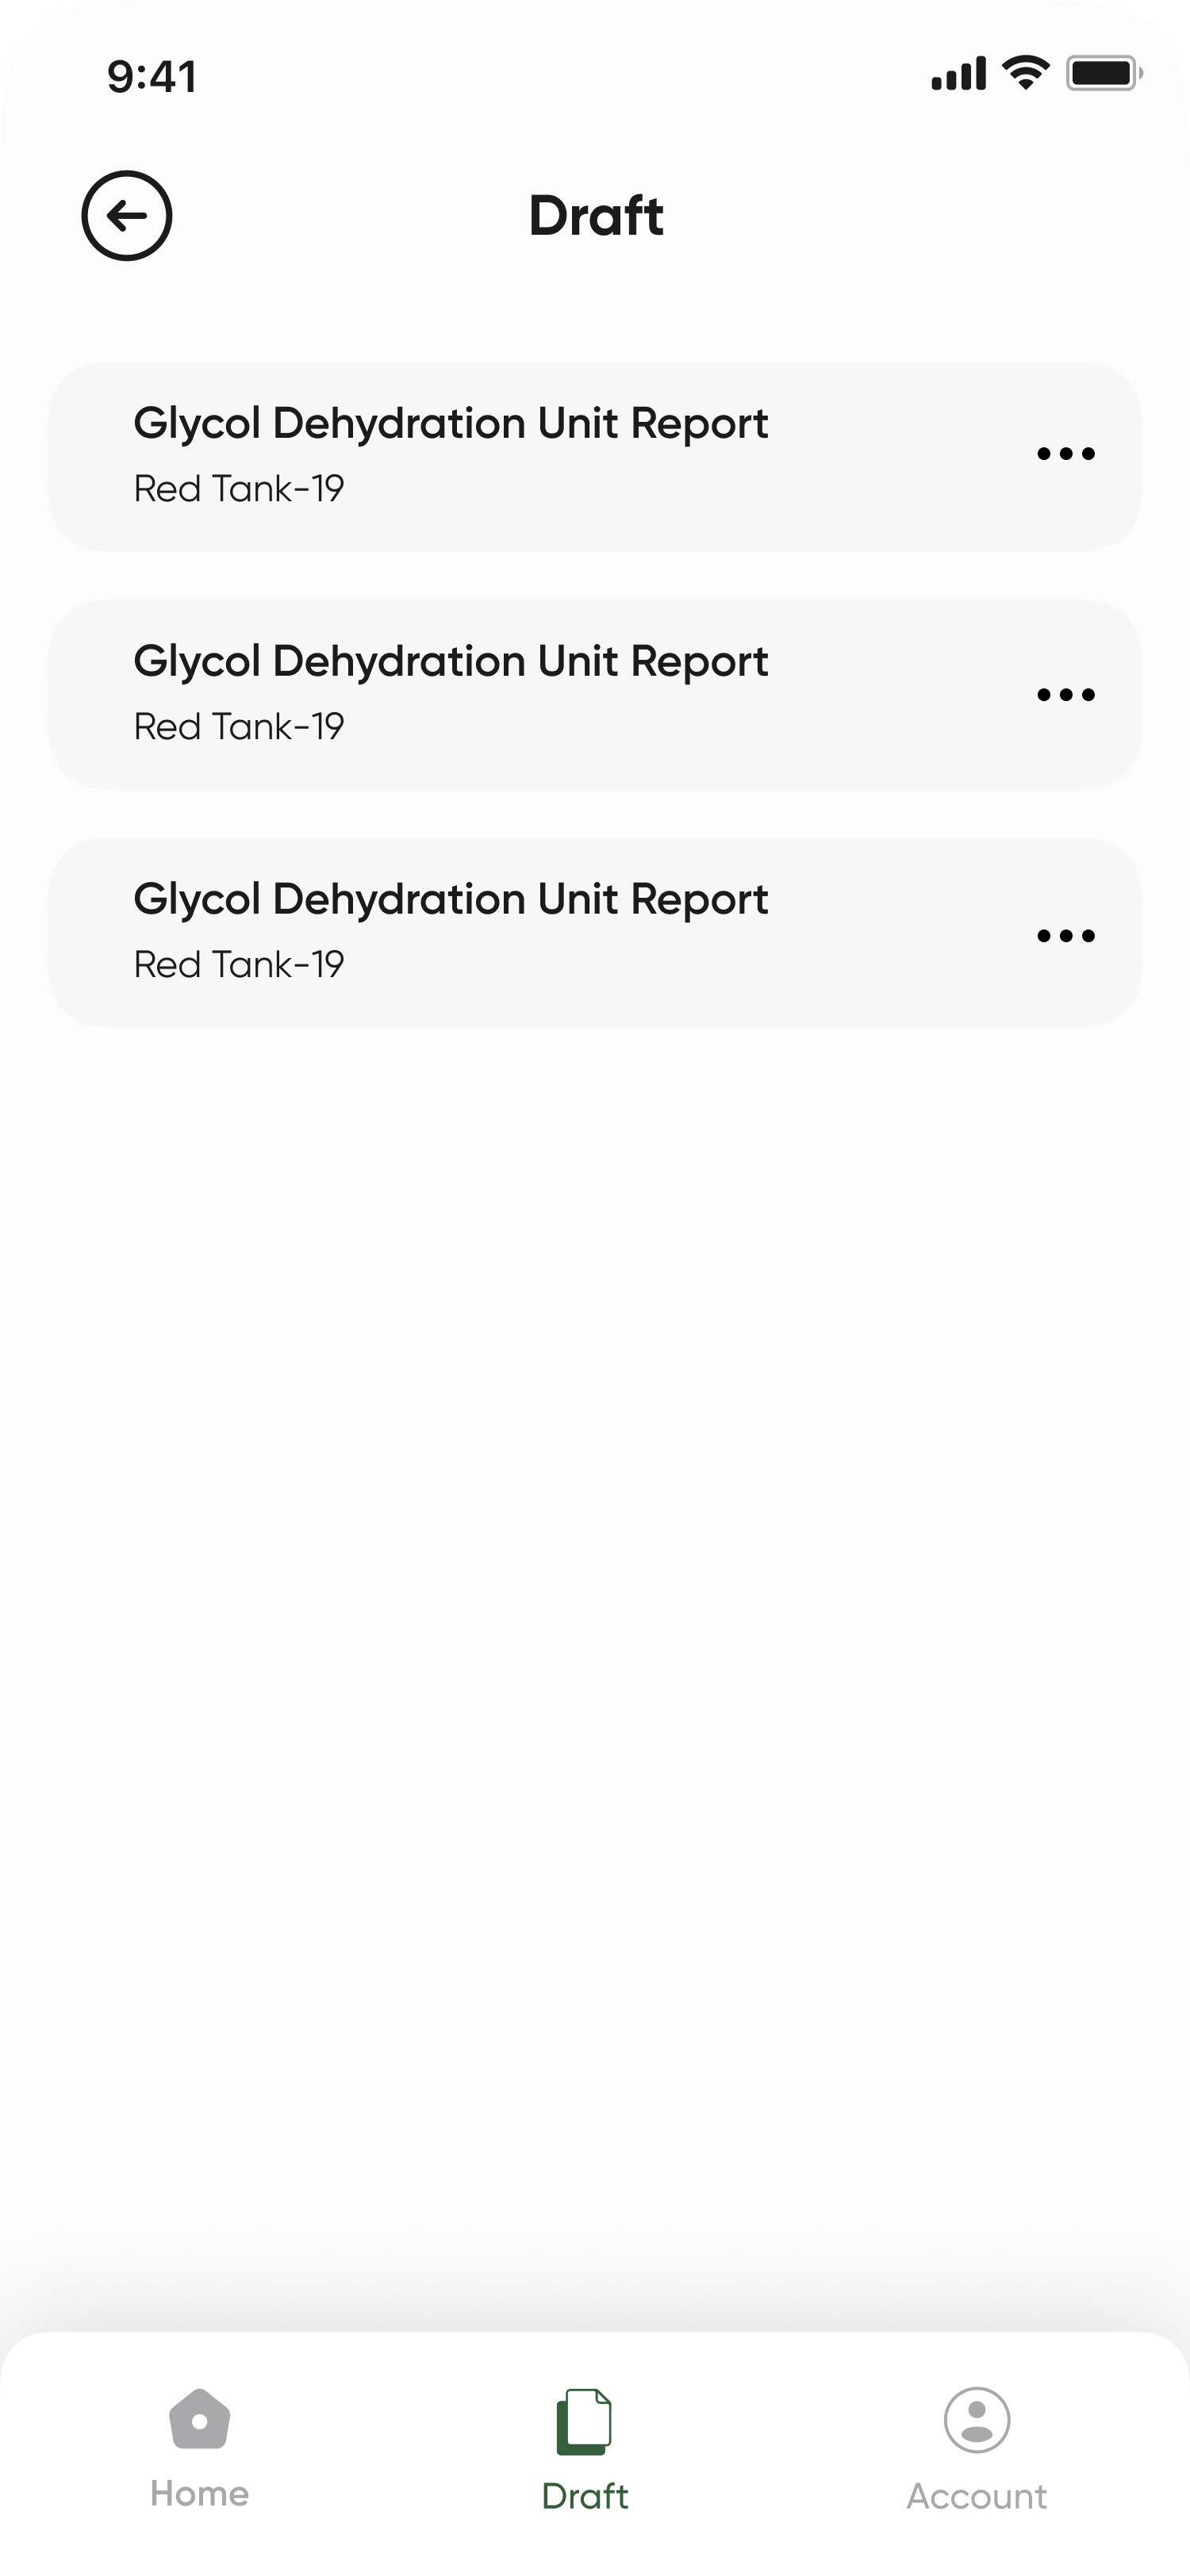 9:41
Draft
Glycol Dehydration Unit Report
Red Tank-19
Glycol Dehydration Unit Report
Red Tank-19
Glycol Dehydration Unit Report
Red Tank-19
Home
Draft
Account